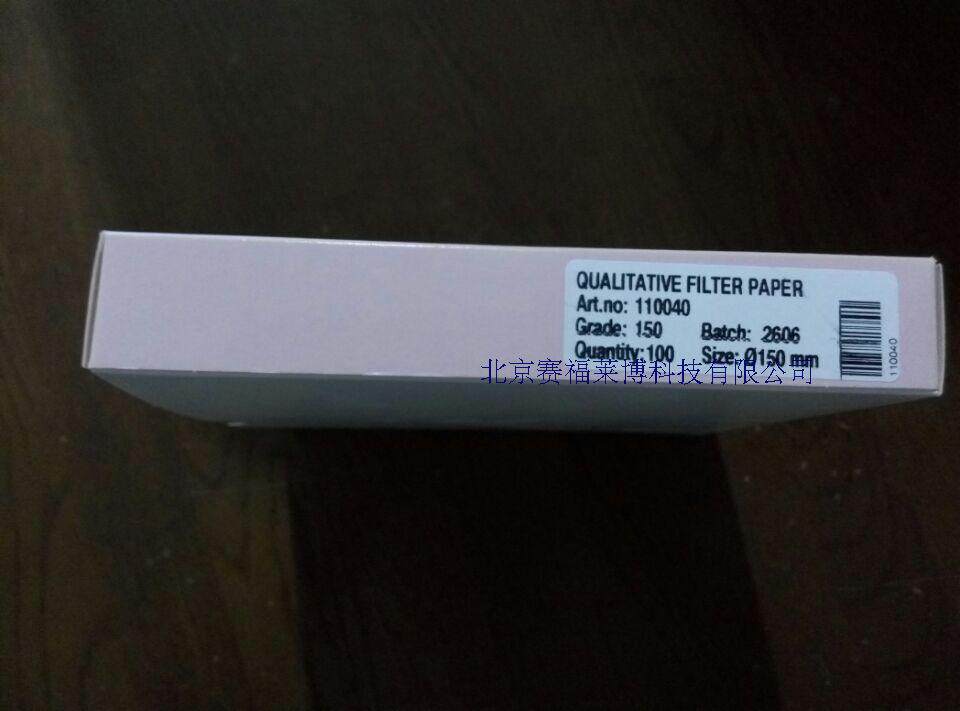 QUALITATIVE FILTER PAPER
Art.no: 110040
Grade: 150 Batch: 2606
Quantity:100 Size: Ø150 mm
110040
北京赛福莱博科技有限公司